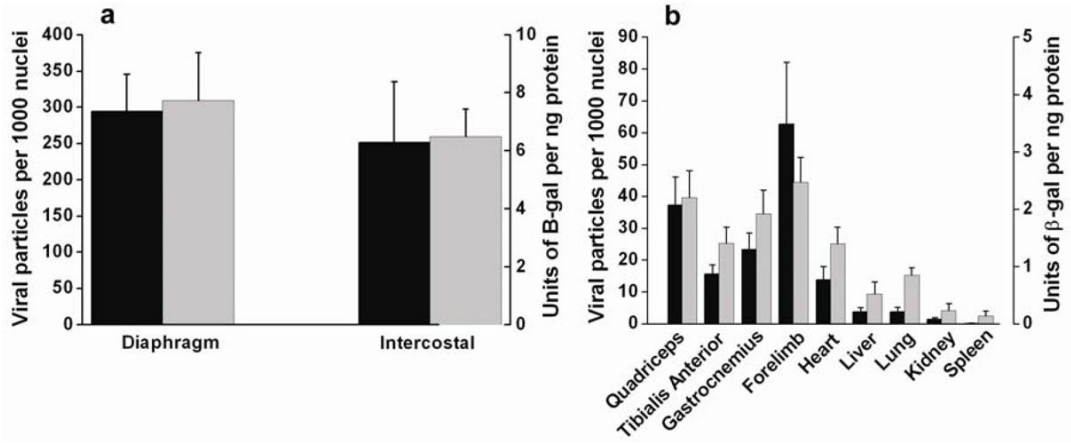 a
Viral particles per 1000 nuclei
400
350
300
250
200
150
100
50
0
10
8
6
4
2
0
Units of B-gal per ng protein
Diaphragm
Intercostal
b
Viral particles per 1000 nuclei
90
80
70
60
50
40
30
20
10
0
5
4
3
2
1
0
Units of β-gal per ng protein
Quadriceps
Tibialis Anterior
Gastrocnemius
Forelimb
Heart
Liver
Lung
Kidney
Spleen